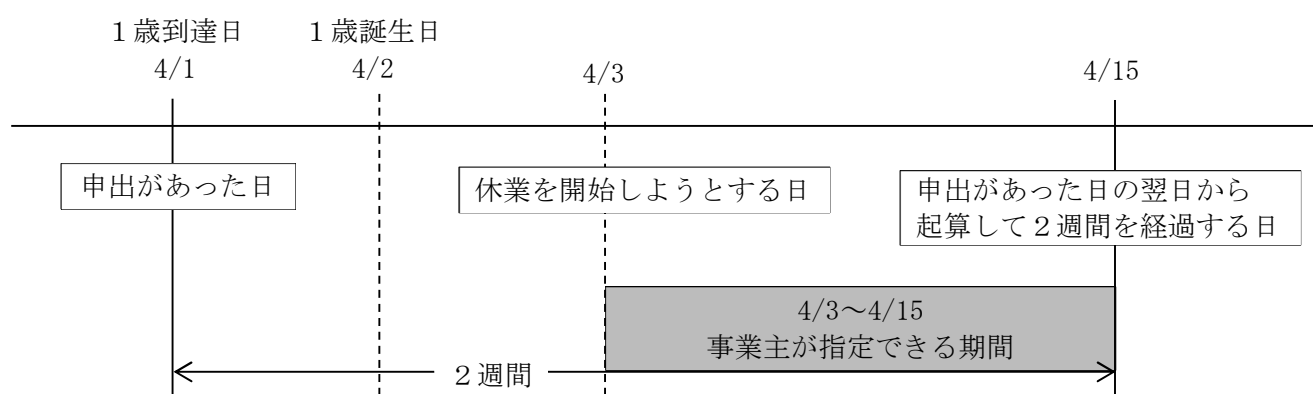 １歳到達日
4/1
１歳誕生日
4/2
4/3
4/15
申出があった日
休業を開始しようとする日
申出があった日の翌日から
起算して２週間を経過する日
4/3～4/15
事業主が指定できる期間
２週間